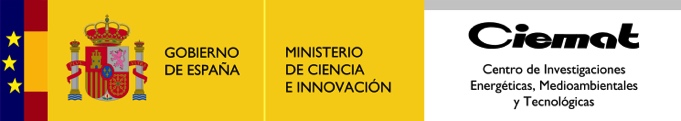 GOBIERNO
DE ESPAÑA
MINISTERIO
DE CIENCIA
E INNOVACIÓN
Ciemat
Centro de Investigaciones
Energéticas, Medioambientales
y Tecnológicas